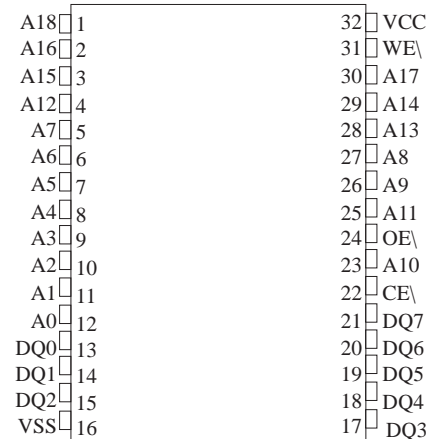 A18 1 32 VCC
A16 2 31 WE\
A15 3 30 A17
A12 4 29 A14
A7 5 28 A13
A6 6 27 A8
A5 7 26 A9
A4 8 25 A11
A3 9 24 OE\
A2 10 23 A10
A1 11 22 CE\
A0 12 21 DQ7
DQ0 13 20 DQ6
DQ1 14 19 DQ5
DQ2 15 18 DQ4
VSS 16 17 DQ3